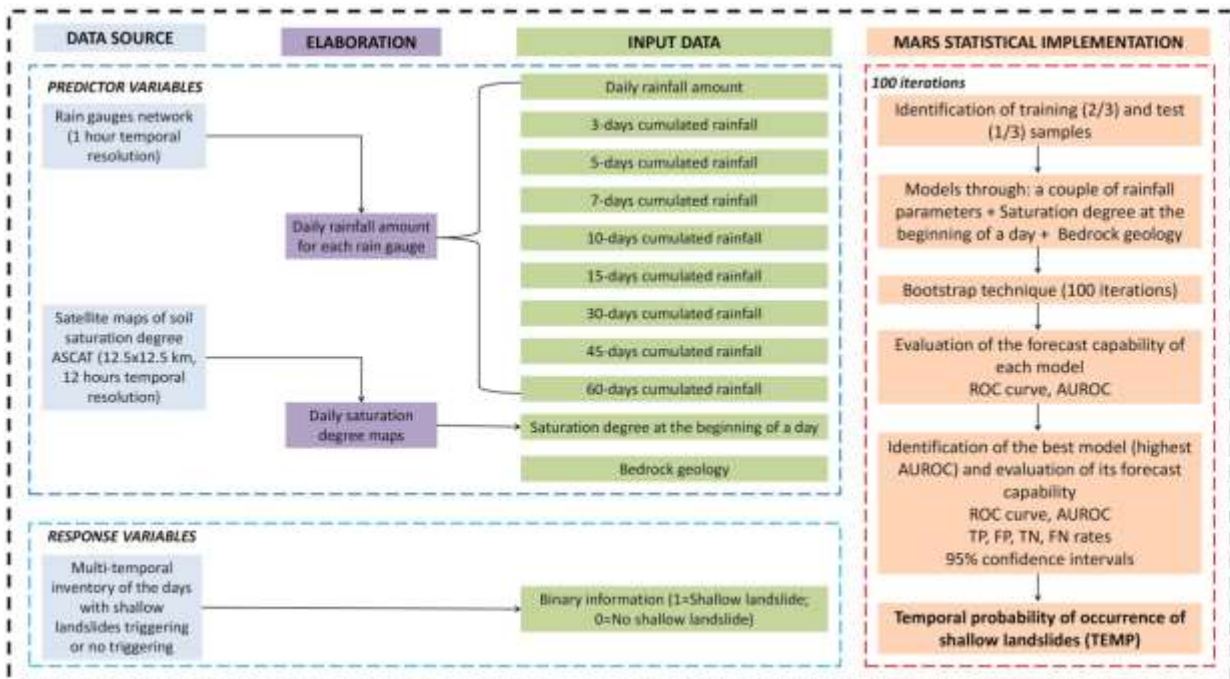 DATA SOURCE
ELABORATION
INPUT DATA
MARS STATISTICAL IMPLEMENTATION
PREDICTOR VARIABLES
Rain gauges network
(1 hour temporal
resolution)
Satellite maps of soil
saturation degree
ASCAT (12.5x12.5 km,
12 hours temporal
resolution)
Daily rainfall amount
for each rain gauge
Daily saturation
degree maps
Daily rainfall amount
3-days cumulated rainfall
5-days cumulated rainfall
7-days cumulated rainfall
10-days cumulated rainfall
15-days cumulated rainfall
30-days cumulated rainfall
45-days cumulated rainfall
60-days cumulated rainfall
Saturation degree at the beginning of a day
Bedrock geology
RESPONSE VARIABLES
Multi-temporal
inventory of the days
with shallow
landslides triggering
or no triggering
Binary information (1=Shallow landslide;
0=No shallow landslide)
100 iterations
Identification of training (2/3) and test
(1/3) samples
Models through: a couple of rainfall
parameters + Saturation degree at the
beginning of a day + Bedrock geology
Bootstrap technique (100 iterations)
Evaluation of the forecast capability of
each model
ROC curve, AUROC
Identification of the best model (highest
AUROC) and evaluation of its forecast
capability
ROC curve, AUROC
TP, FP, TN, FN rates
95% confidence intervals
Temporal probability of occurrence of
shallow landslides (TEMP)